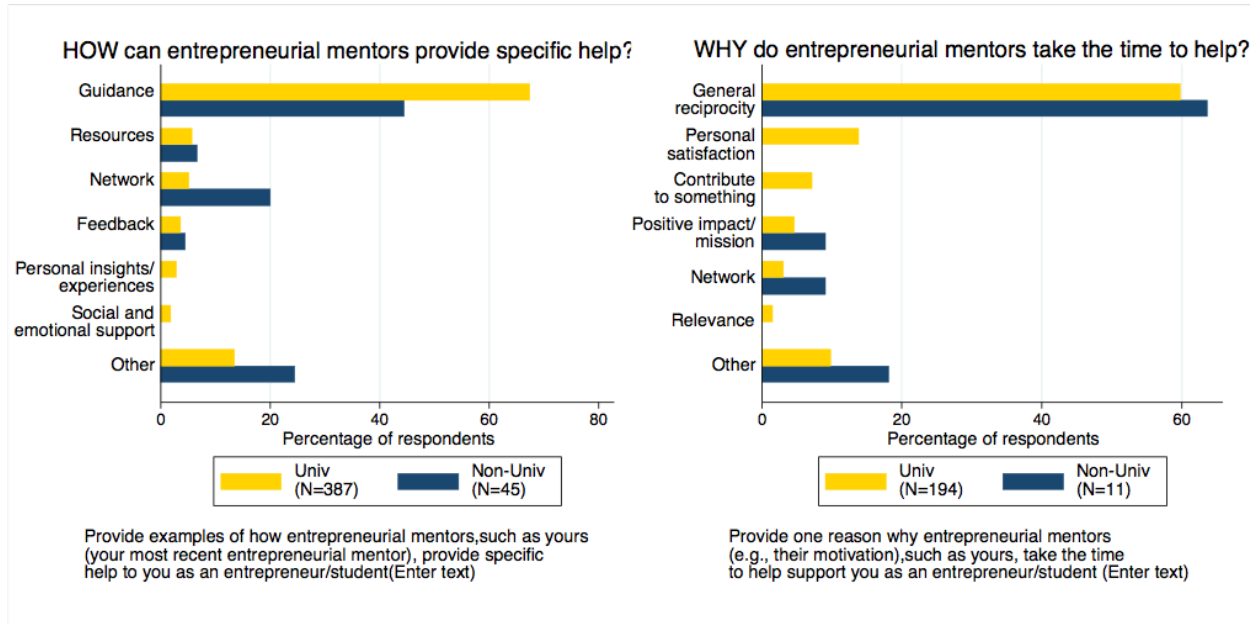 HOW can entrepreneurial mentors provide specific help?
Guidance
Resources
Network
Feedback
Personal insights/
experiences
Social and
emotional support
Other
0 20 40 60 80
Percentage of respondents
Univ
(N=387)
Non-Univ
(N=45)
Provide examples of how entrepreneurial mentors,such as yours
(your most recent entrepreneurial mentor), provide specific
help to you as an entrepreneur/student(Enter text)
WHY do entrepreneurial mentors take the time to help?
General
reciprocity
Personal
satisfaction
Contribute
to something
Positive impact/
mission
Network
Relevance
Other
0 20 40 60
Percentage of respondents
Univ
(N=194)
Non-Univ
(N=11)
Provide one reason why entrepreneurial mentors
(e.g., their motivation),such as yours, take the time
to help support you as an entrepreneur/student (Enter text)